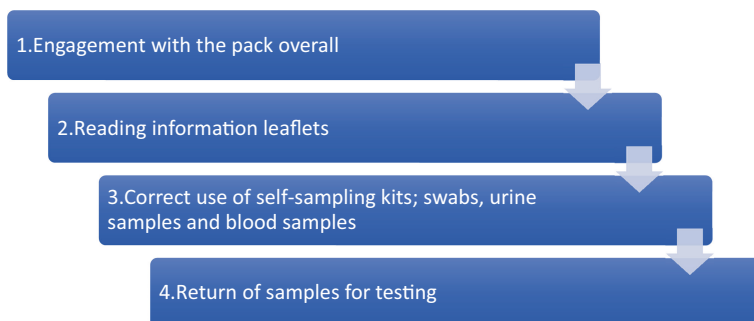 1.Engagement with the pack overall
2.Reading information leaflets
3.Correct use of self-sampling kits; swabs, urine
samples and blood samples
4.Return of samples for testing